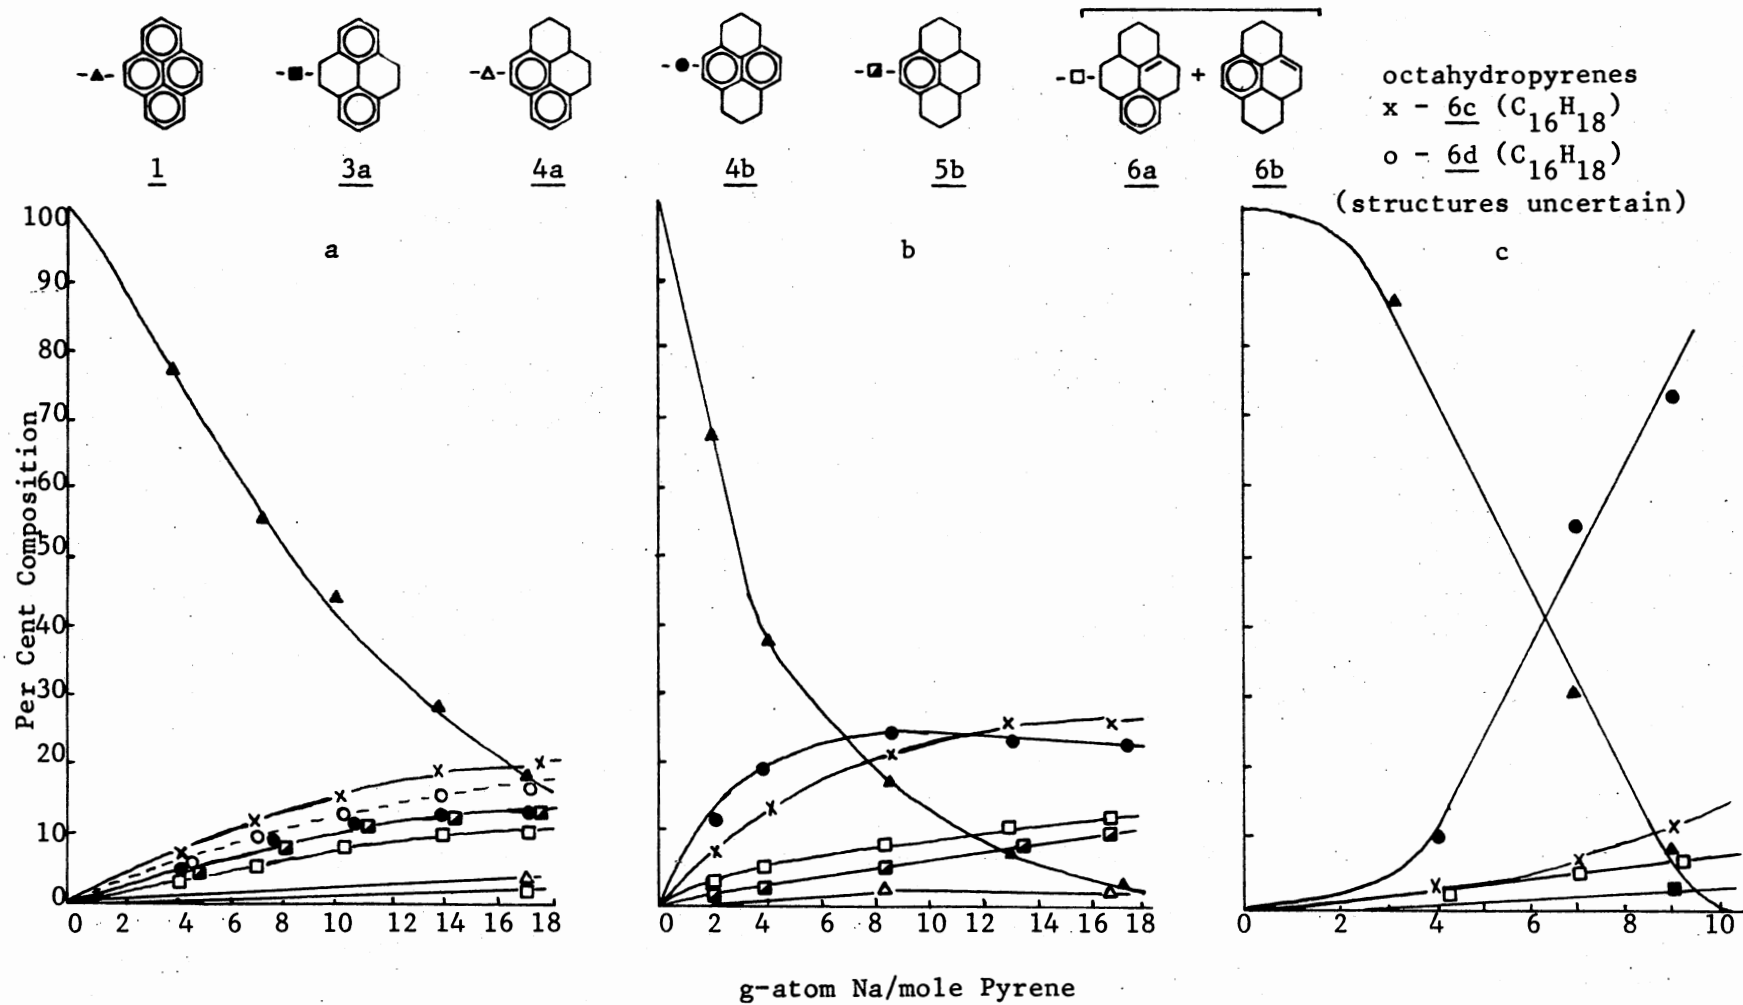 octahydropyrenes
x - 6c (C16H18)
o - 6d (C16H18)
(structures uncertain)
+
1 3a 4a 4b 5b 6a 6b
a b c
Per Cent Composition
100
90
80
70
60
50
40
30
20
10
0
0 2 4 6 8 10 12 14 16 18
0 2 4 6 8 10 12 14 16 18
0 2 4 6 8 10
g-atom Na/mole Pyrene